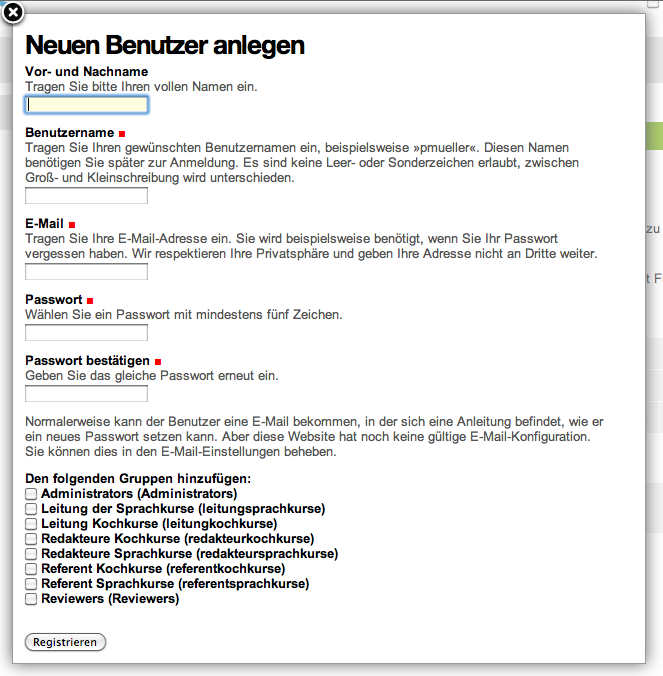 Neuen Benutzer anlegen
Vor- und Nachname
Tragen Sie bitte Ihren vollen Namen ein.
Benutzername
Tragen Sie Ihren gewünschten Benutzernamen ein, beispielsweise »pmueller«. Diesen Namen
benötigen Sie später zur Anmeldung. Es sind keine Leer- oder Sonderzeichen erlaubt, zwischen
Groß- und Kleinschreibung wird unterschieden.
zu
E-Mail
Tragen Sie Ihre E-Mail-Adresse ein. Sie wird beispielsweise benötigt, wenn Sie Ihr Passwort
vergessen haben. Wir respektieren Ihre Privatsphäre und geben Ihre Adresse nicht an Dritte weiter.
t F
Passwort
Wählen Sie ein Passwort mit mindestens fünf Zeichen.
Passwort bestätigen
Geben Sie das gleiche Passwort erneut ein.
Normalerweise kann der Benutzer eine E-Mail bekommen, in der sich eine Anleitung befindet, wie er
ein neues Passwort setzen kann. Aber diese Website hat noch keine gültige E-Mail-Konfiguration.
Sie können dies in den E-Mail-Einstellungen beheben.
Den folgenden Gruppen hinzufügen:
Administrators (Administrators)
Leitung der Sprachkurse (leitungsprachkurse)
Leitung Kochkurse (leitungkochkurse)
Redakteure Kochkurse (redakteurkochkurse)
Redakteure Sprachkurse (redakteursprachkurse)
Referent Kochkurse (referentkochkurse)
Referent Sprachkurse (referentsprachkurse)
Reviewers (Reviewers)
Registrieren